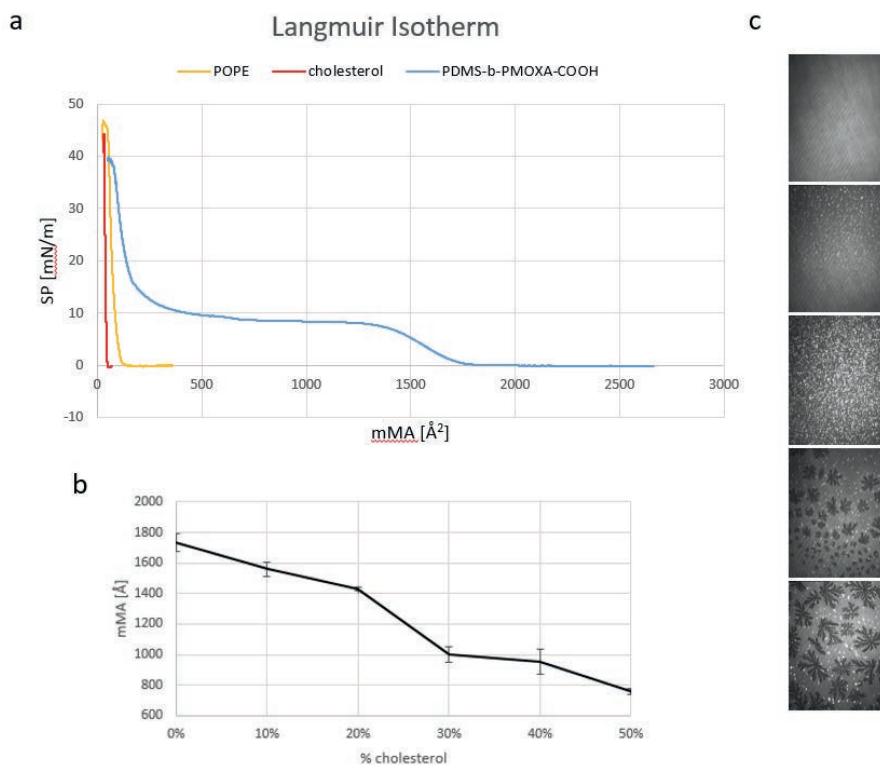 a
Langmuir Isotherm
c
POPE cholesterol PDMS-b-PMOXA-COOH
50
40
30
20
10
0
-10
SP [mN/m]
0 500 1000 1500 2000 2500 3000
mMA [Å²]
b
2000
1800
1600
1400
1200
1000
800
600
mMA [Å]
0% 10% 20% 30% 40% 50%
% cholesterol